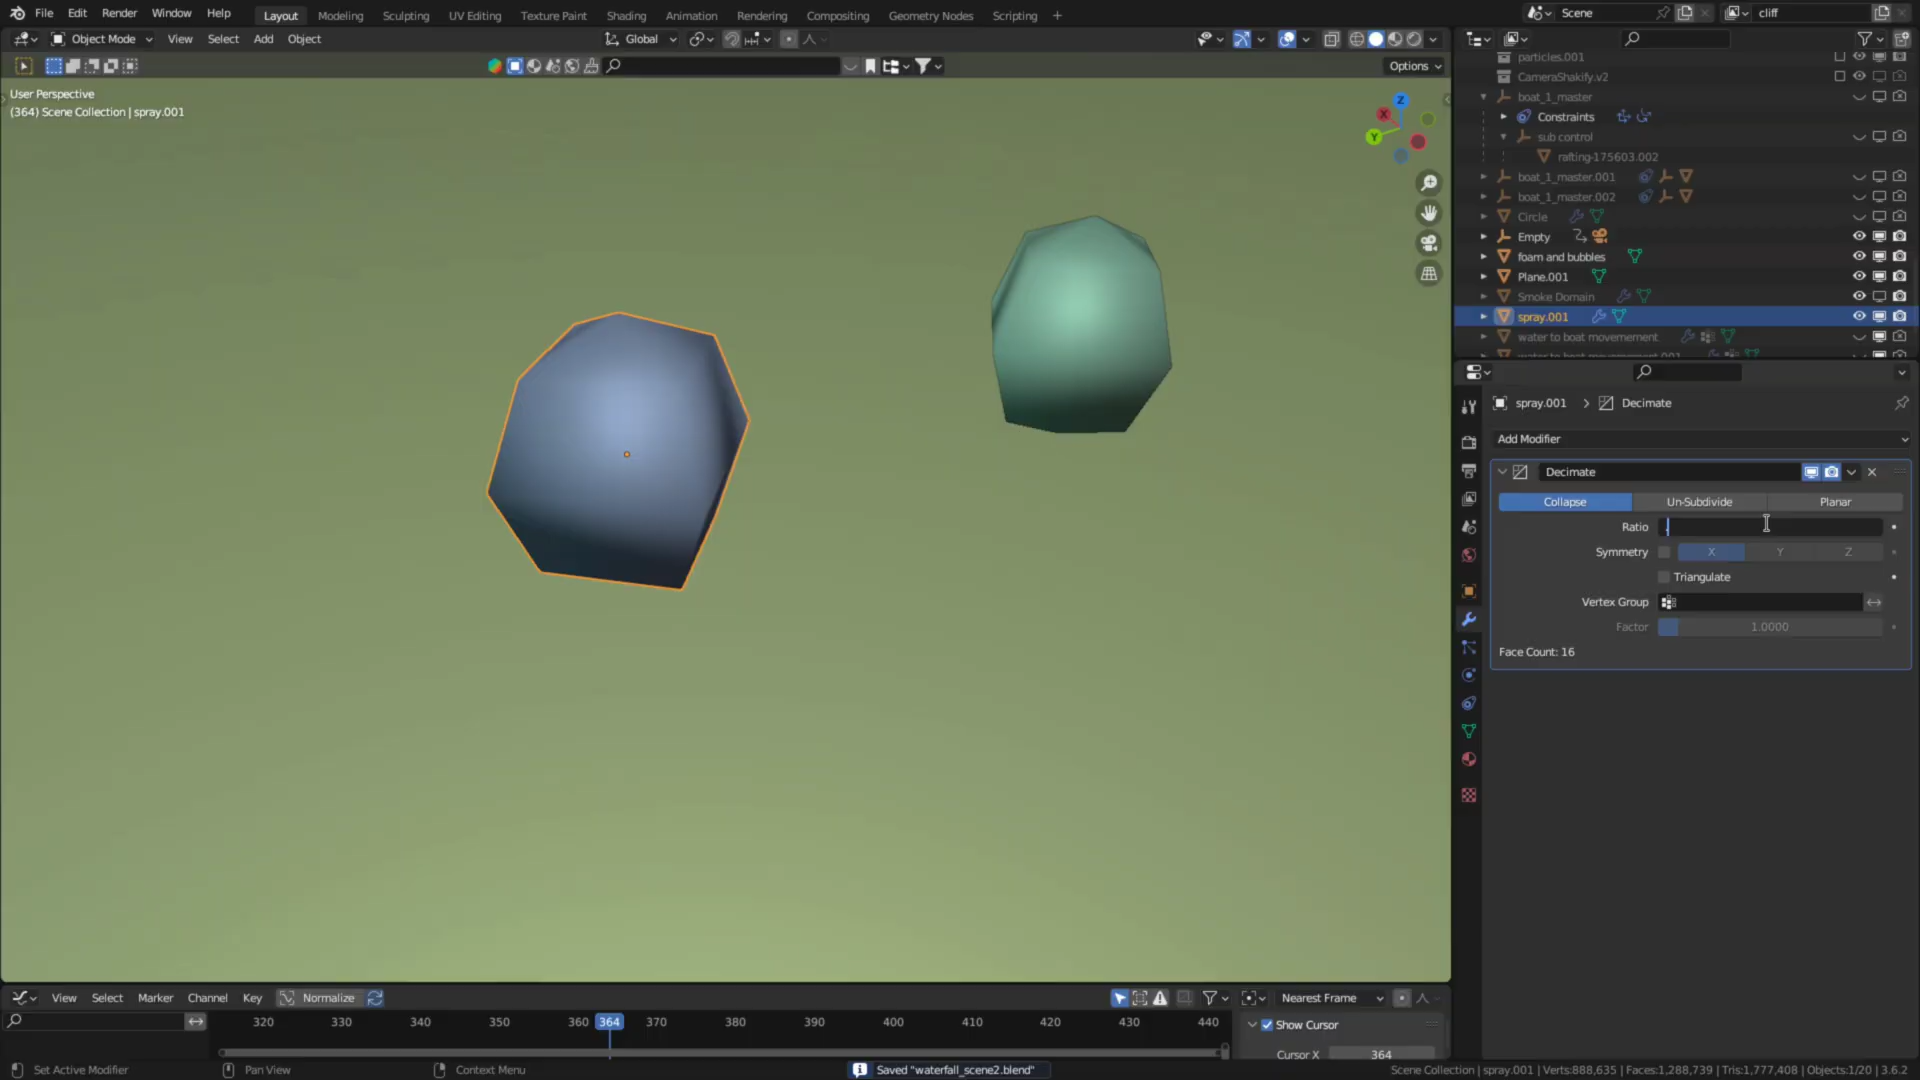 File Edit Render Window Help Layout Modeling Sculpting UV Editing Texture Paint Shading Animation Rendering Compositing Geometry Nodes Scripting + Scene cliff
Object Mode View Select Add Object Global
Options
User Perspective
(364) Scene Collection | spray.001
Z
X
Y
particles.001
CameraShakify.v2
boat_1_master
Constraints
sub control
rafting-175603.002
boat_1_master.001
boat_1_master.002
Circle
Empty
foam and bubbles
Plane.001
Smoke Domain
spray.001
water to boat movemement
water to boat movemement.001
spray.001 > Decimate
Add Modifier
Decimate
Collapse Un-Subdivide Planar
Ratio
Symmetry X Y Z
Triangulate
Vertex Group
Factor 1.0000
Face Count: 16
View Select Marker Channel Key Normalize Nearest Frame
320 330 340 350 360 364 370 380 390 400 410 420 430 440
Show Cursor
Cursor X 364
Set Active Modifier Pan View Context Menu Saved "waterfall_scene2.blend" Scene Collection | spray.001 | Verts:888,635 | Faces:1,288,739 | Tris:1,777,408 | Objects:1/20 | 3.6.2